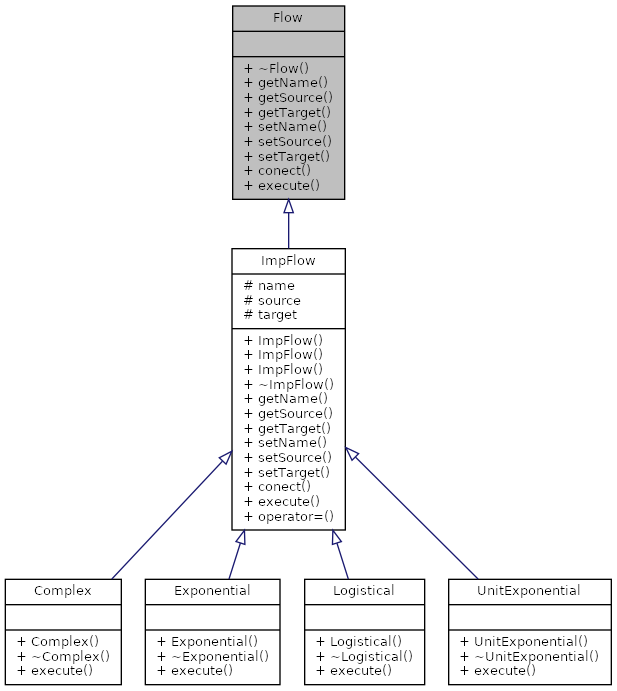 Flow
+ ~Flow()
+ getName()
+ getSource()
+ getTarget()
+ setName()
+ setSource()
+ setTarget()
+ conect()
+ execute()
ImpFlow
# name
# source
# target
+ ImpFlow()
+ ImpFlow()
+ ImpFlow()
+ ~ImpFlow()
+ getName()
+ getSource()
+ getTarget()
+ setName()
+ setSource()
+ setTarget()
+ conect()
+ execute()
+ operator=()
Complex
+ Complex()
+ ~Complex()
+ execute()
Exponential
+ Exponential()
+ ~Exponential()
+ execute()
Logistical
+ Logistical()
+ ~Logistical()
+ execute()
UnitExponential
+ UnitExponential()
+ ~UnitExponential()
+ execute()